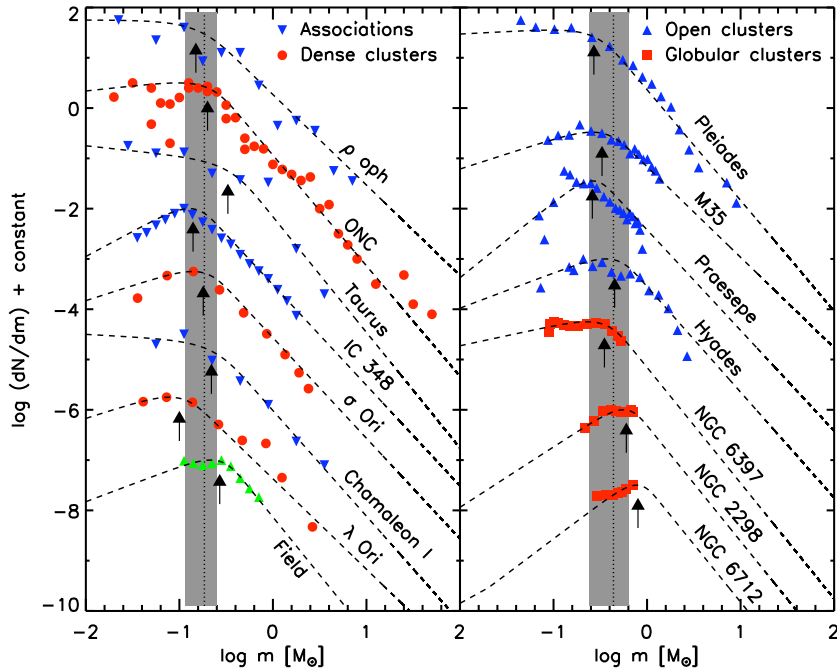 log (dN/dm) + constant
2
0
−2
−4
−6
−8
−10
Associations
Dense clusters
ρ oph
ONC
Taurus
IC 348
σ Ori
Chamaleon I
λ Ori
Field
−2
−1
0
1
log m [M☉]
Open clusters
Globular clusters
Pleiades
M35
Praesepe
Hyades
NGC 6397
NGC 2298
NGC 6712
2
−1
0
1
2
log m [M☉]